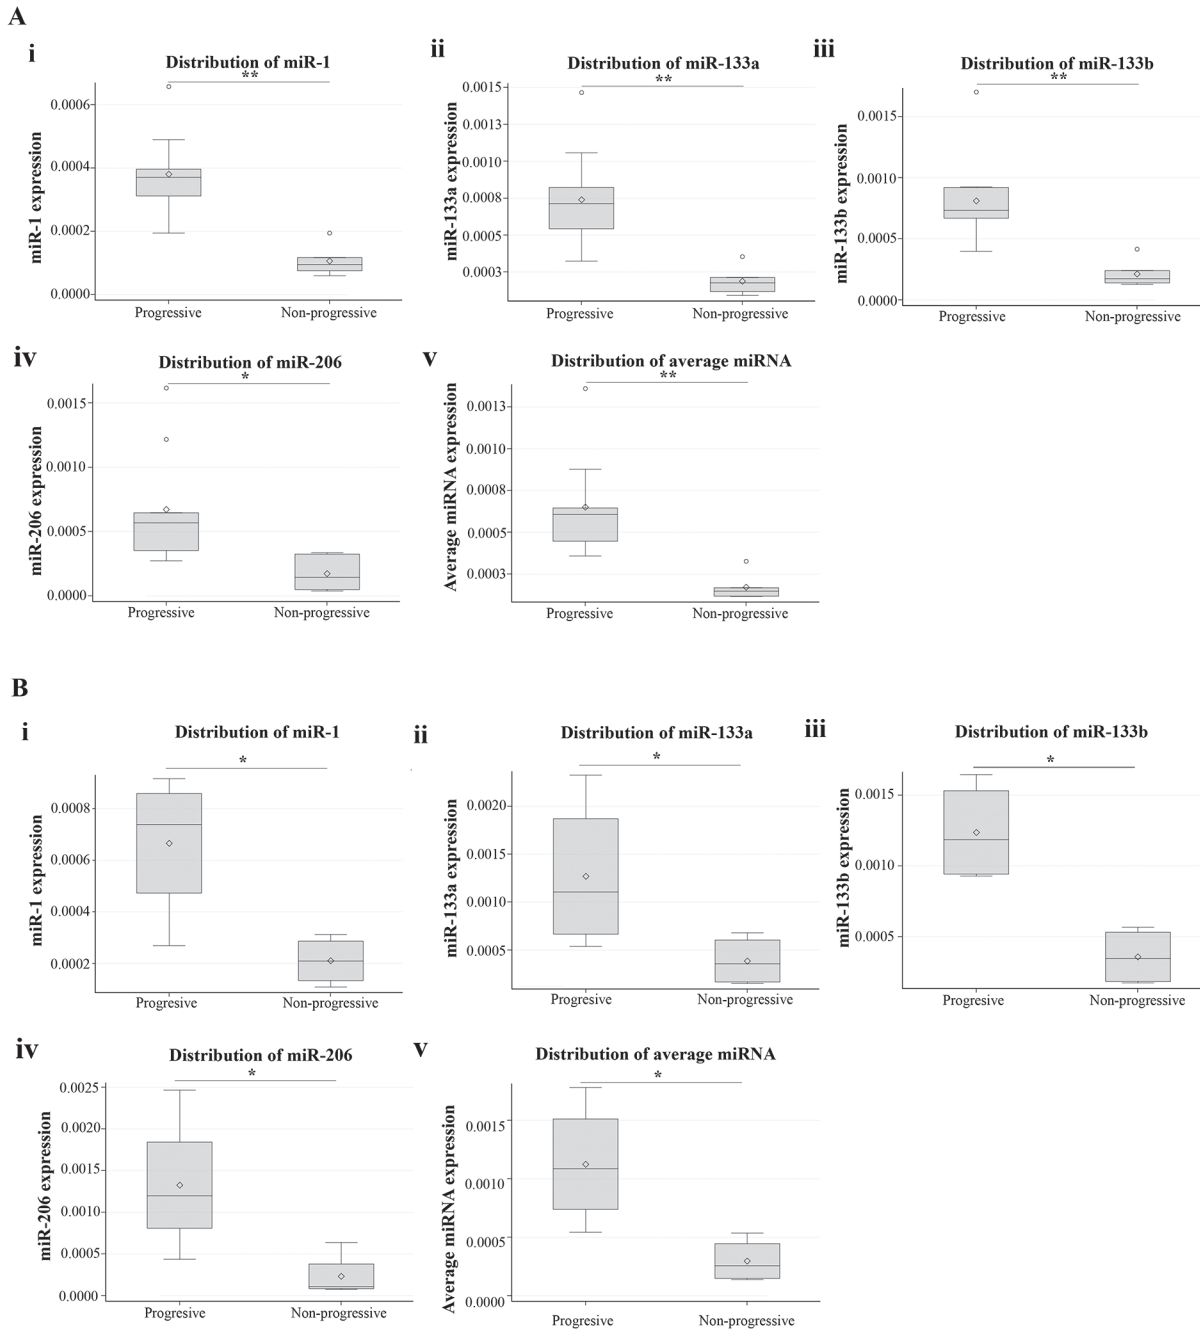 A
i
Distribution of miR-1
**
miR-1 expression
0.0006
0.0004
0.0002
0.0000
Progressive
Non-progressive
ii
Distribution of miR-133a
**
miR-133a expression
0.0015
0.0013
0.0010
0.0008
0.0005
0.0003
Progressive
Non-progressive
iii
Distribution of miR-133b
**
miR-133b expression
0.0015
0.0010
0.0005
0.0000
Progressive
Non-progressive
iv
Distribution of miR-206
*
miR-206 expression
0.0015
0.0010
0.0005
0.0000
Progressive
Non-progressive
v
Distribution of average miRNA
**
Average miRNA expression
0.0013
0.0010
0.0008
0.0005
0.0003
Progressive
Non-progressive
B
i
Distribution of miR-1
*
miR-1 expression
0.0008
0.0006
0.0004
0.0002
Progresive
Non-progressive
ii
Distribution of miR-133a
*
miR-133a expression
0.0020
0.0015
0.0010
0.0005
Progresive
Non-progressive
iii
Distribution of miR-133b
*
miR-133b expression
0.0015
0.0010
0.0005
Progresive
Non-progressive
iv
Distribution of miR-206
*
miR-206 expression
0.0025
0.0020
0.0015
0.0010
0.0005
0.0000
Progresive
Non-progressive
v
Distribution of average miRNA
*
Average miRNA expression
0.0015
0.0010
0.0005
0.0000
Progresive
Non-progressive